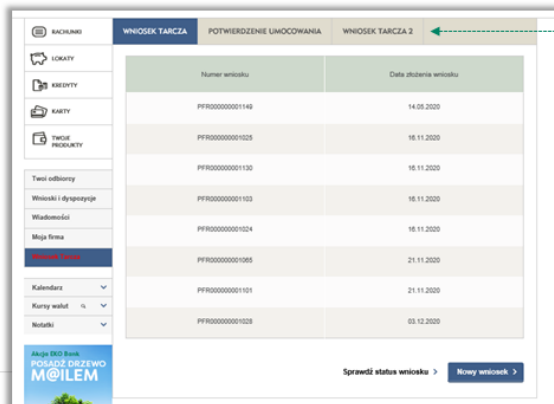 RACHUNKI
LOKATY
KREDYTY
KARTY
TWOJE
PRODUKTY
Twoi odbiorcy
Wnioski i dyspozycje
Wiadomości
Moja firma
Wniosek Tarcza
Kalendarz
Kursy walut
Notatki
Akcja EKO Bank
POSADŹ DRZEWO
M@ILEM
WNIOSEK TARCZA POTWIERDZENIE UMOCOWANIA WNIOSEK TARCZA 2
Numer wniosku Data złożenia wniosku
PFR000000001149 14.05.2020
PFR000000001025 16.11.2020
PFR000000001130 16.11.2020
PFR000000001103 16.11.2020
PFR000000001024 16.11.2020
PFR000000001065 21.11.2020
PFR000000001101 21.11.2020
PFR000000001028 03.12.2020
Sprawdź status wniosku > Nowy wniosek >